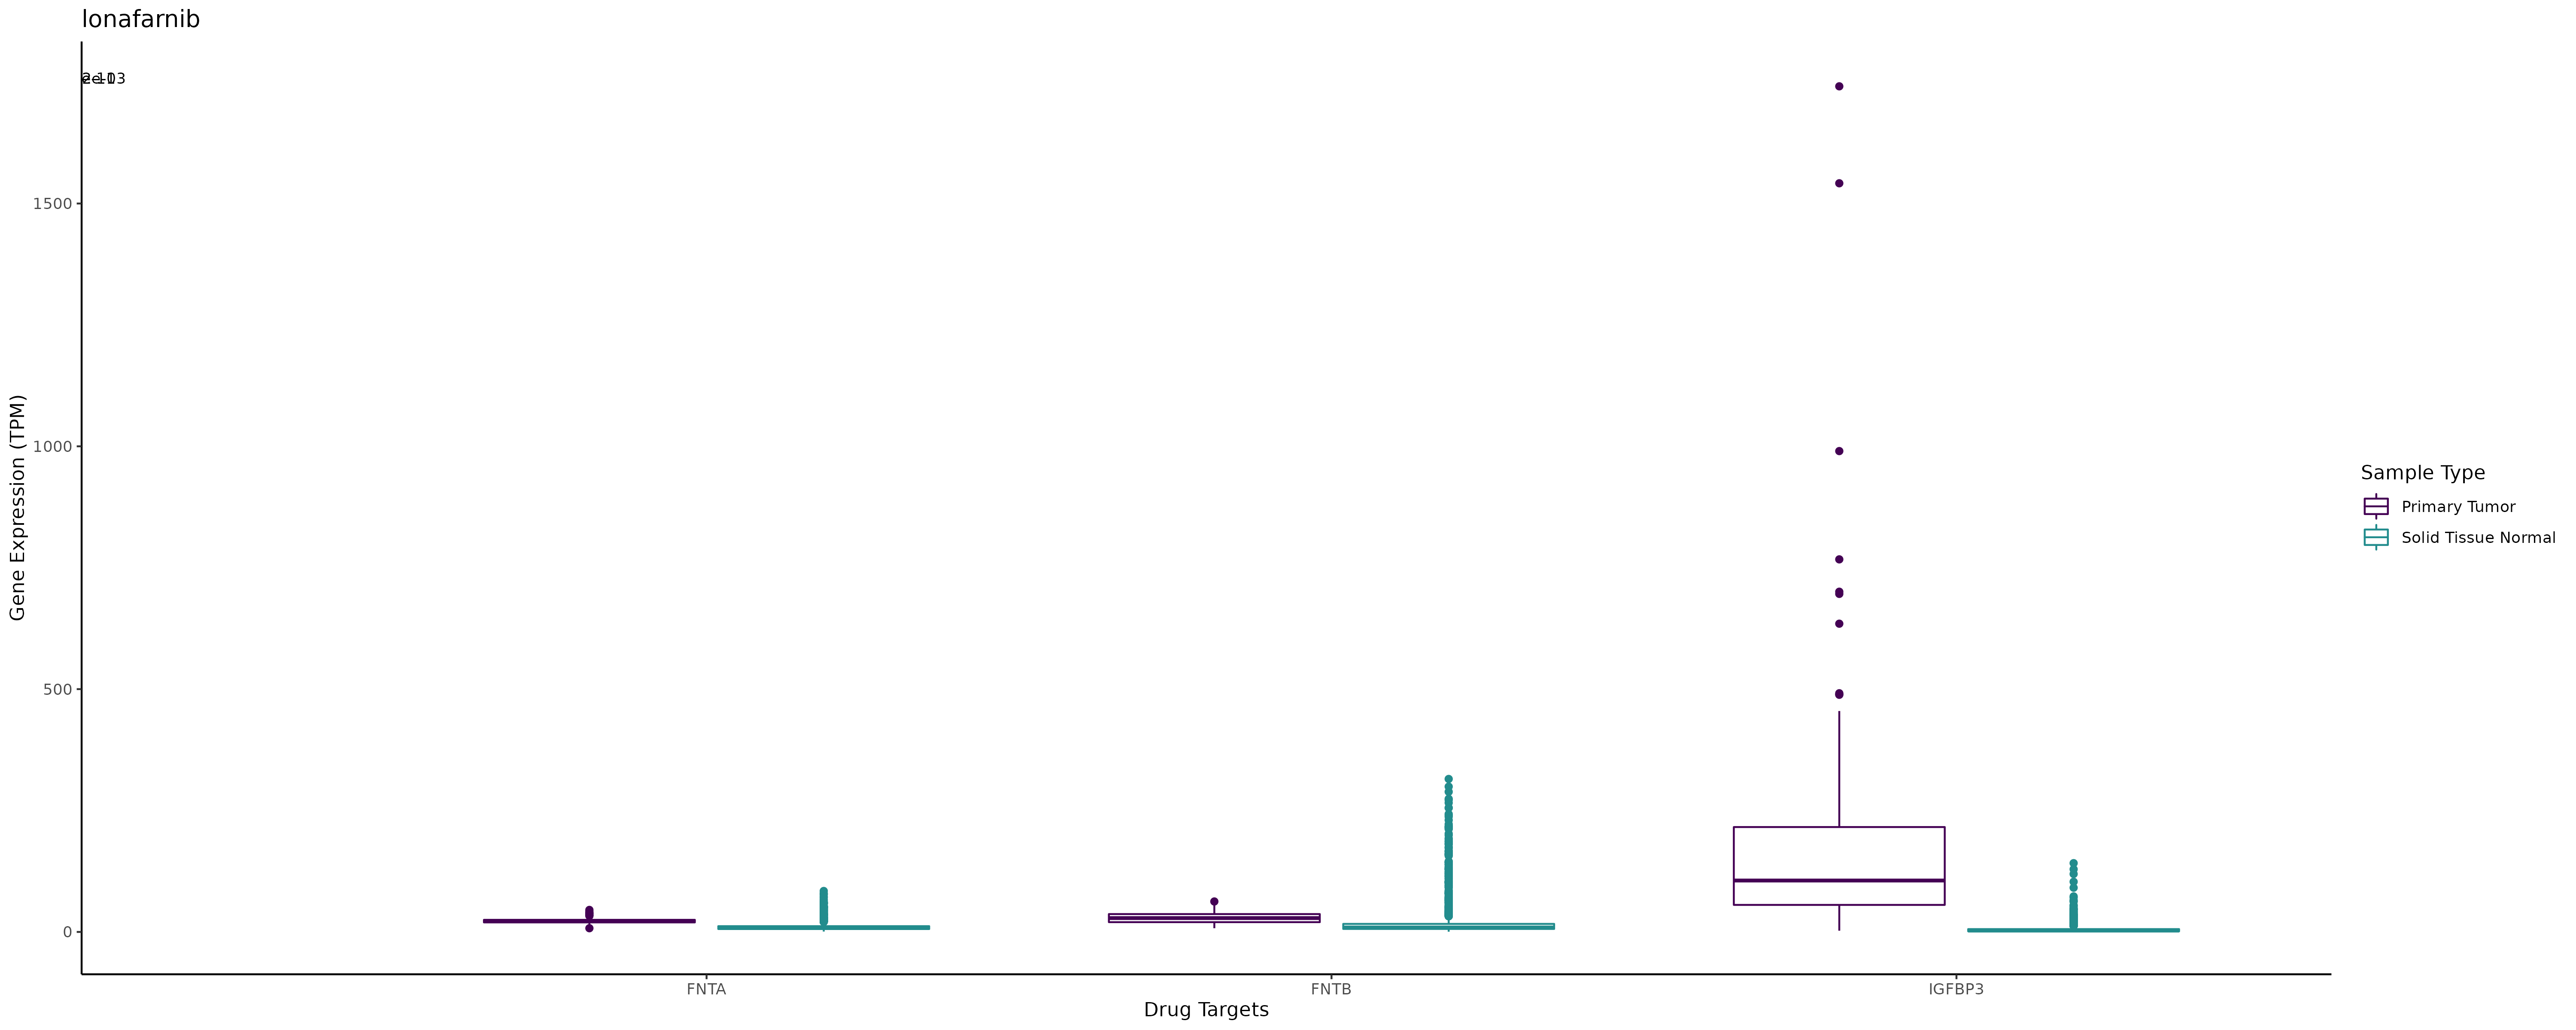 lonafarnib
1500
1000
500
0
Gene Expression (TPM)
FNTA
FNTB
IGFBP3
Drug Targets
Sample Type
Primary Tumor
Solid Tissue Normal